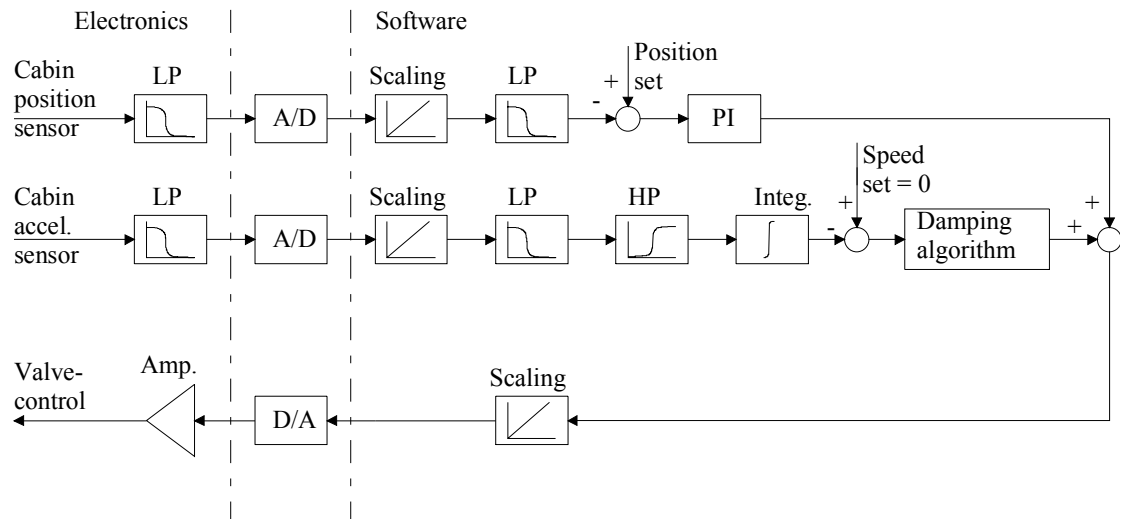 Electronics
Software
Cabin
position
sensor
LP
A/D
Scaling
LP
-
+
Position
set
PI
Cabin
accel.
sensor
LP
A/D
Scaling
LP
HP
Integ.
-
+
Speed
set = 0
Damping
algorithm
+
+
Valve-
control
Amp.
D/A
Scaling